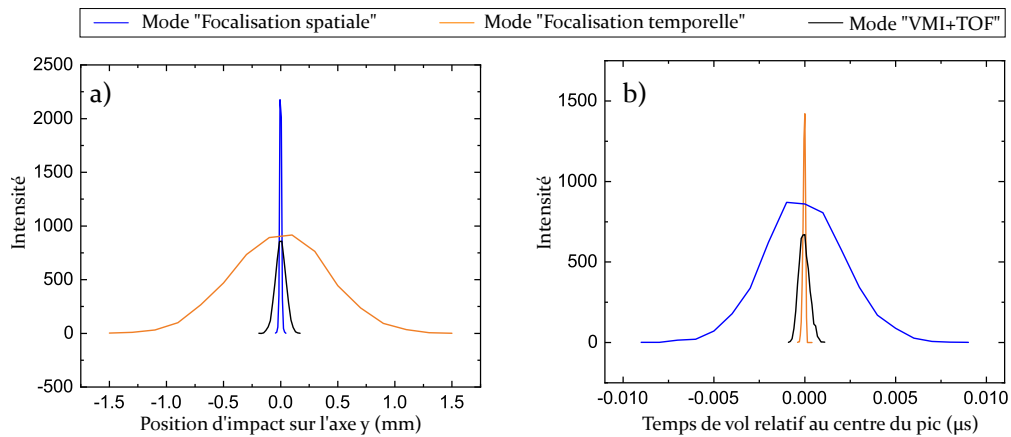 Mode "Focalisation spatiale" Mode "Focalisation temporelle" Mode "VMI+TOF"
a)
2500
2000
1500
1000
500
0
-500
Intensité
-1.5 -1.0 -0.5 0.0 0.5 1.0 1.5
Position d'impact sur l'axe y (mm)
b)
1500
1000
500
0
Intensité
-0.010 -0.005 0.000 0.005 0.010
Temps de vol relatif au centre du pic (µs)